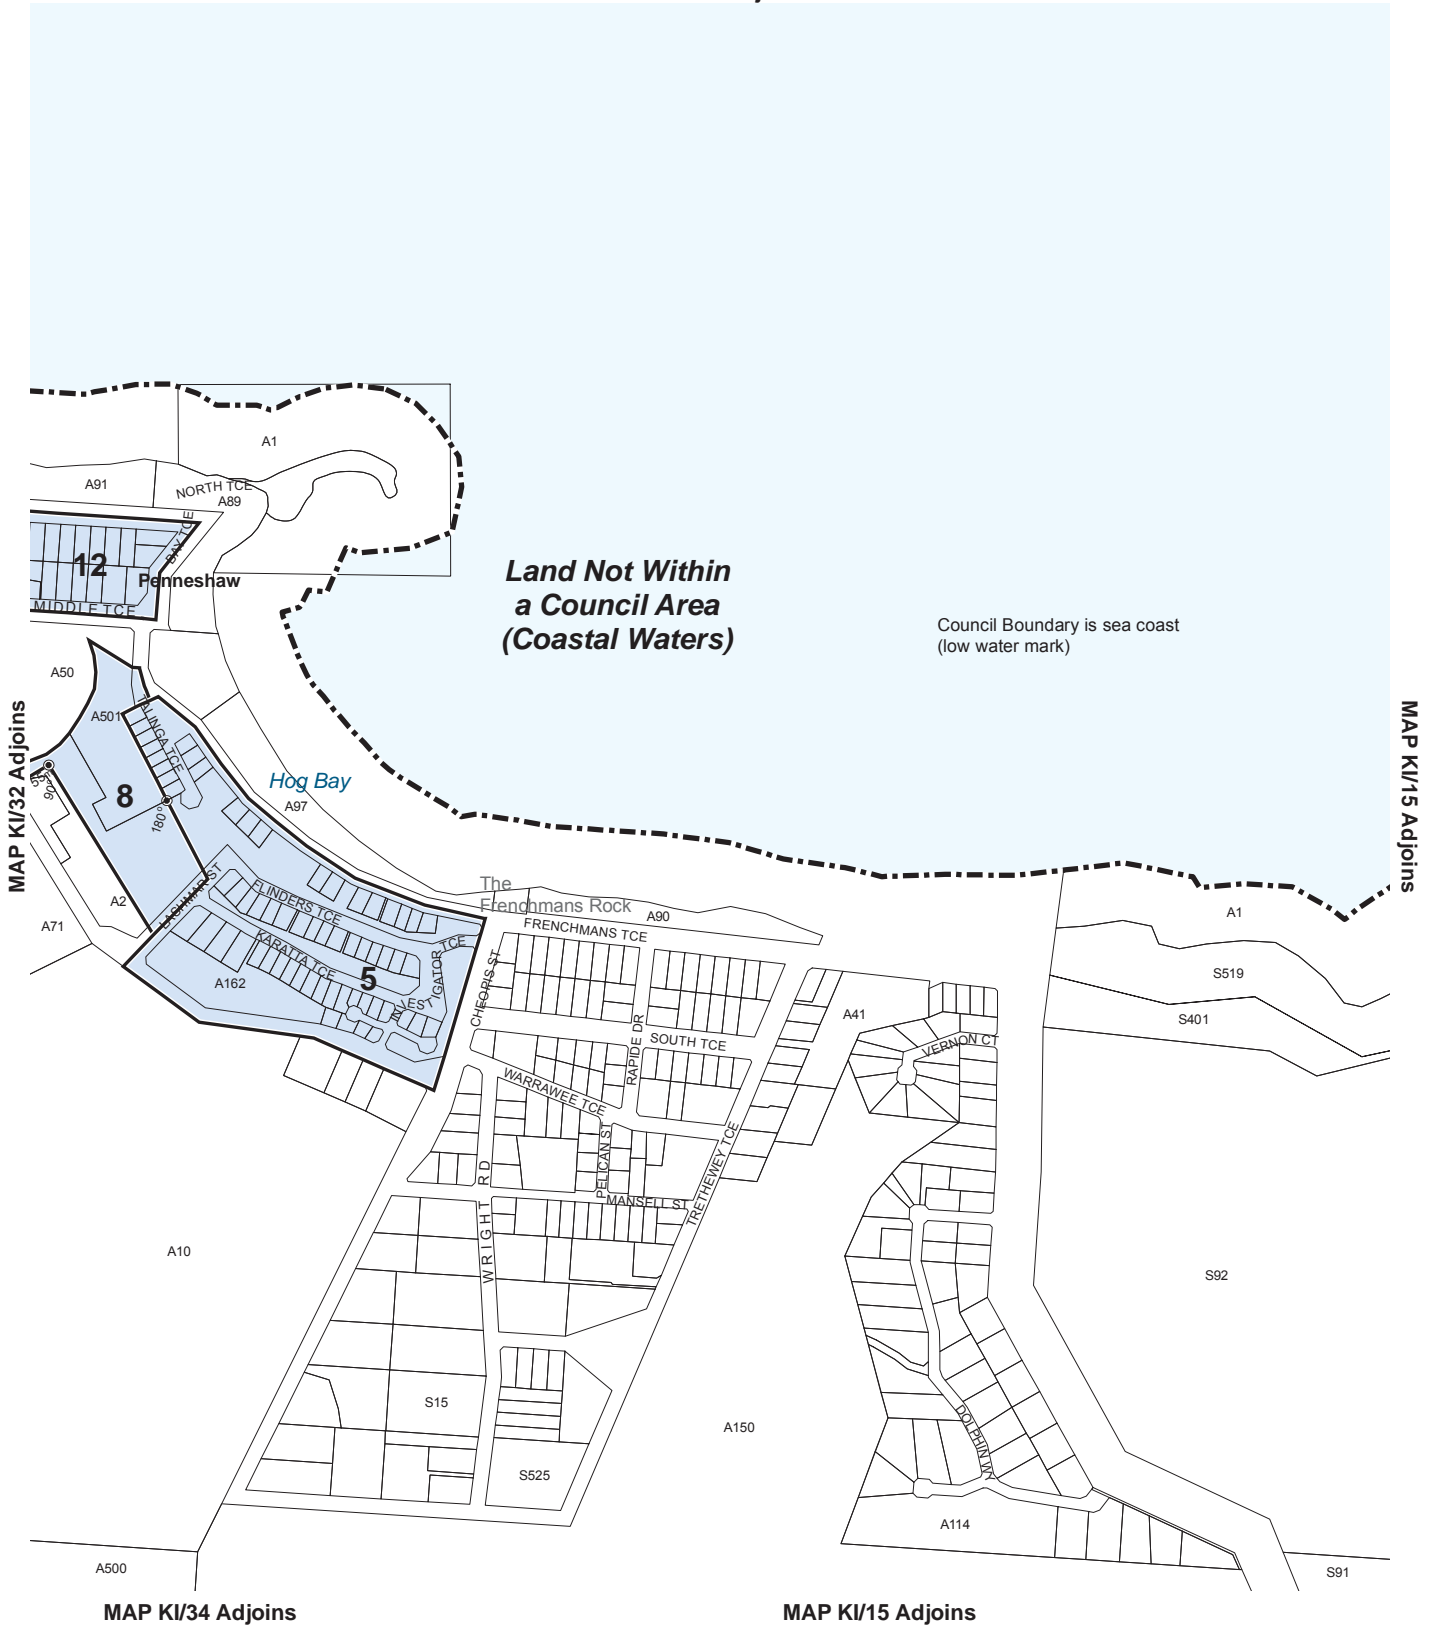 A1
A91
NORTH TCE
A89
BAY TCE
12
Penneshaw
MIDDLE TCE
Land Not Within
a Council Area
(Coastal Waters)
Council Boundary is sea coast
(low water mark)
A50
A501
TALINGA TCE
MAP KI/32 Adjoins
MAP KI/15 Adjoins
90°
8
180°
Hog Bay
A97
LASHMAR ST
FLINDERS TCE
The
Frenchmans Rock
A90
A2
A71
FRENCHMANS TCE
A1
KARATTA TCE
INVESTIGATOR TCE
5
A162
CHEOPIS ST
S519
S401
A41
RAPIDE DR
SOUTH TCE
VERNON CT
WARRAWEE TCE
PELICAN ST
TRETHEWEY TCE
MANSELL ST
WRIGHT RD
A10
S92
S15
A150
DOLPHIN WY
S525
A114
A500
S91
MAP KI/34 Adjoins
MAP KI/15 Adjoins